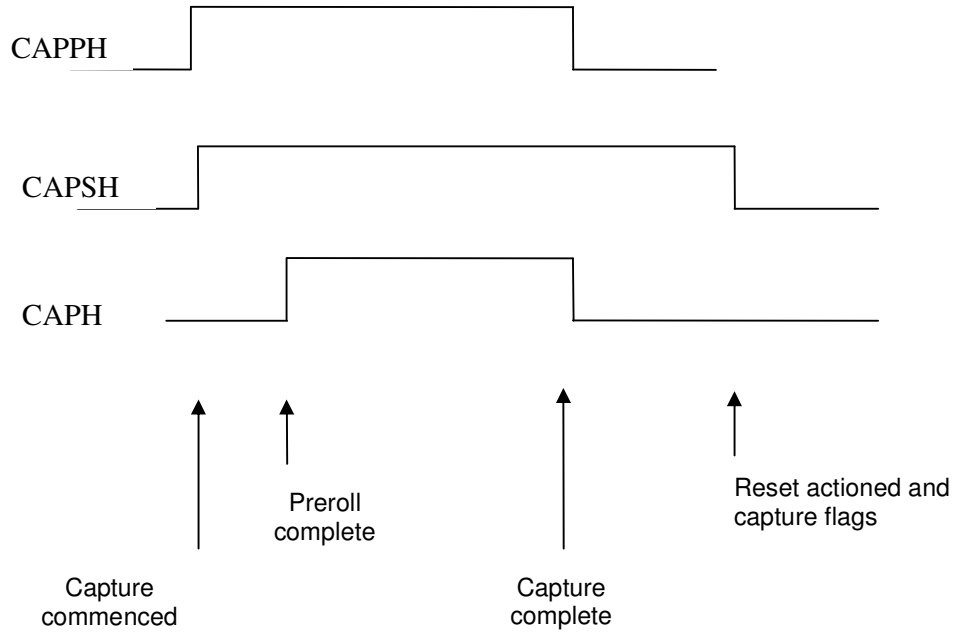 CAPPH
CAPSH
CAPH
Preroll
complete
Reset actioned and
capture flags
Capture
commenced
Capture
complete